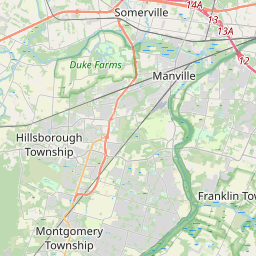 Somerville
14A
13
13A
12
Duke Farms
Manville
Hillsborough
Township
Franklin Tow
Montgomery
Township